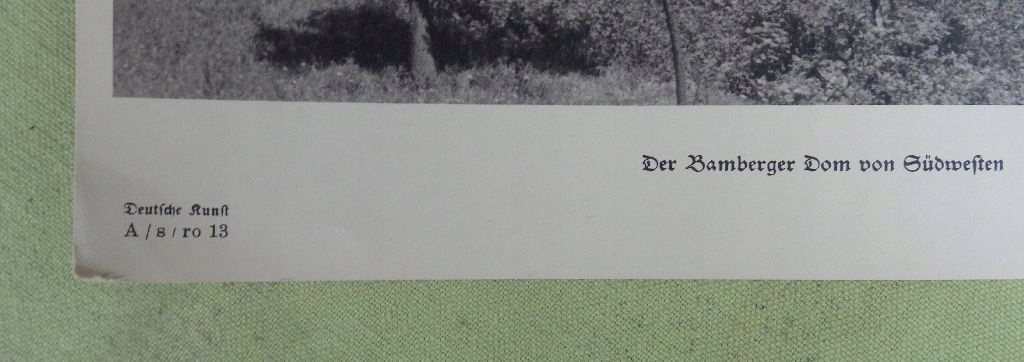 Der Bamberger Dom von Südweſten
Deutſche Kunſt
A / s / ro 13